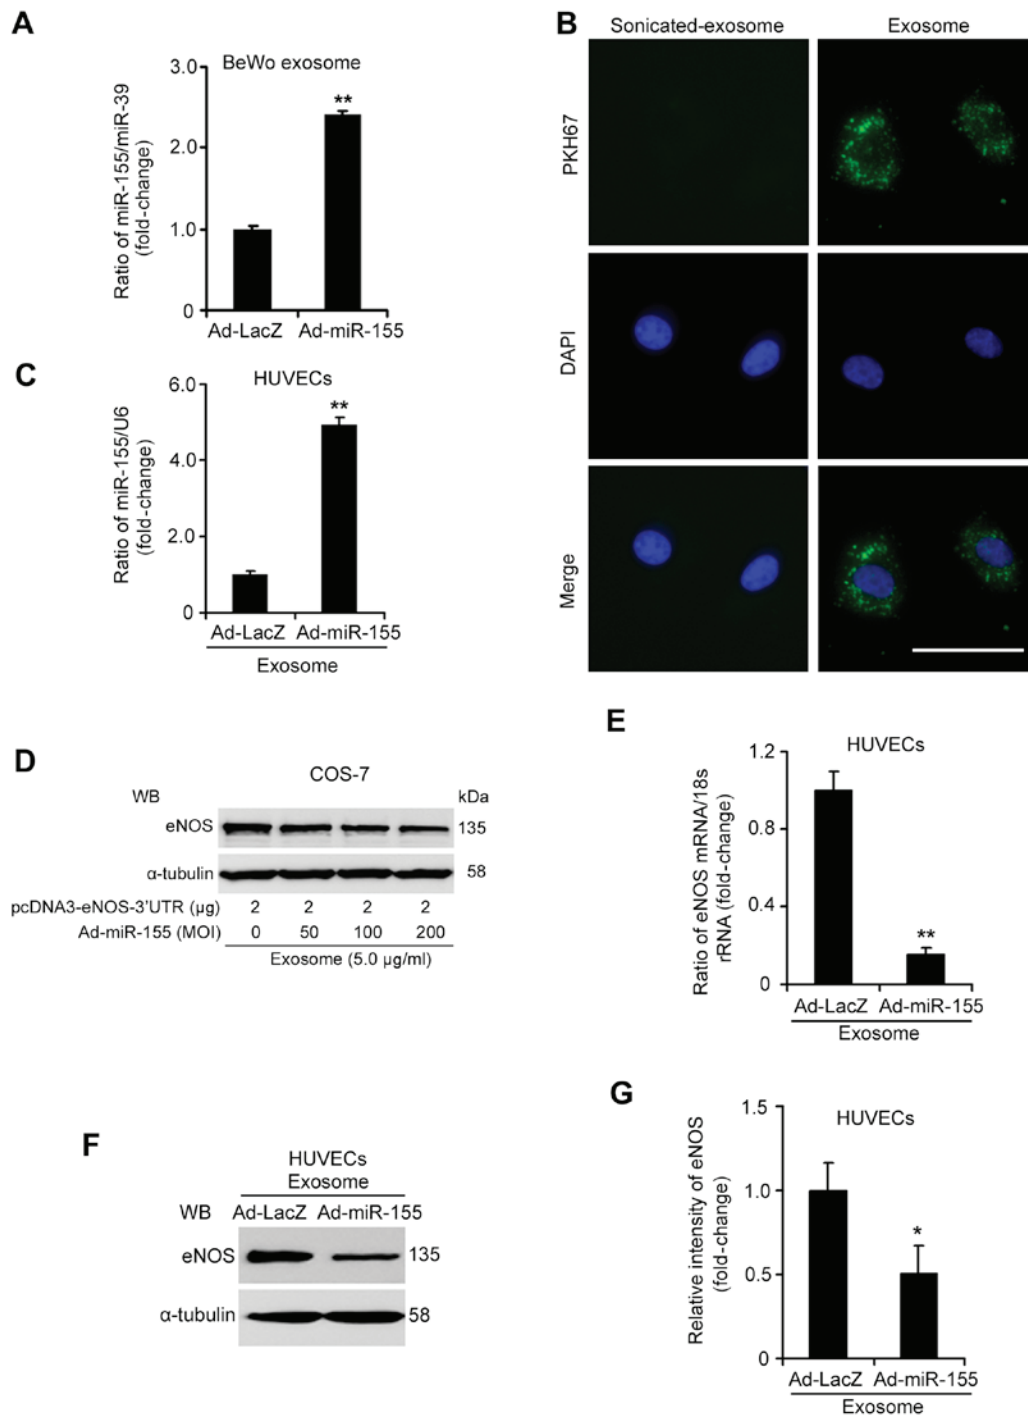 A
BeWo exosome
Ratio of miR-155/miR-39
(fold-change)
3.0
2.0
1.0
0
**
Ad-LacZ Ad-miR-155
B
Sonicated-exosome Exosome
PKH67
DAPI
Merge
C
HUVECs
Ratio of miR-155/U6
(fold-change)
6.0
4.0
2.0
0
**
Ad-LacZ Ad-miR-155
Exosome
D
COS-7
WB kDa
eNOS 135
α-tubulin 58
pcDNA3-eNOS-3'UTR (µg) 2 2 2 2
Ad-miR-155 (MOI) 0 50 100 200
Exosome (5.0 µg/ml)
E
HUVECs
Ratio of eNOS mRNA/18s
rRNA (fold-change)
1.2
0.8
0.4
0
**
Ad-LacZ Ad-miR-155
Exosome
F
HUVECs
Exosome
WB Ad-LacZ Ad-miR-155
eNOS 135
α-tubulin 58
G
HUVECs
Relative intensity of eNOS
(fold-change)
1.5
1.0
0.5
0
*
Ad-LacZ Ad-miR-155
Exosome